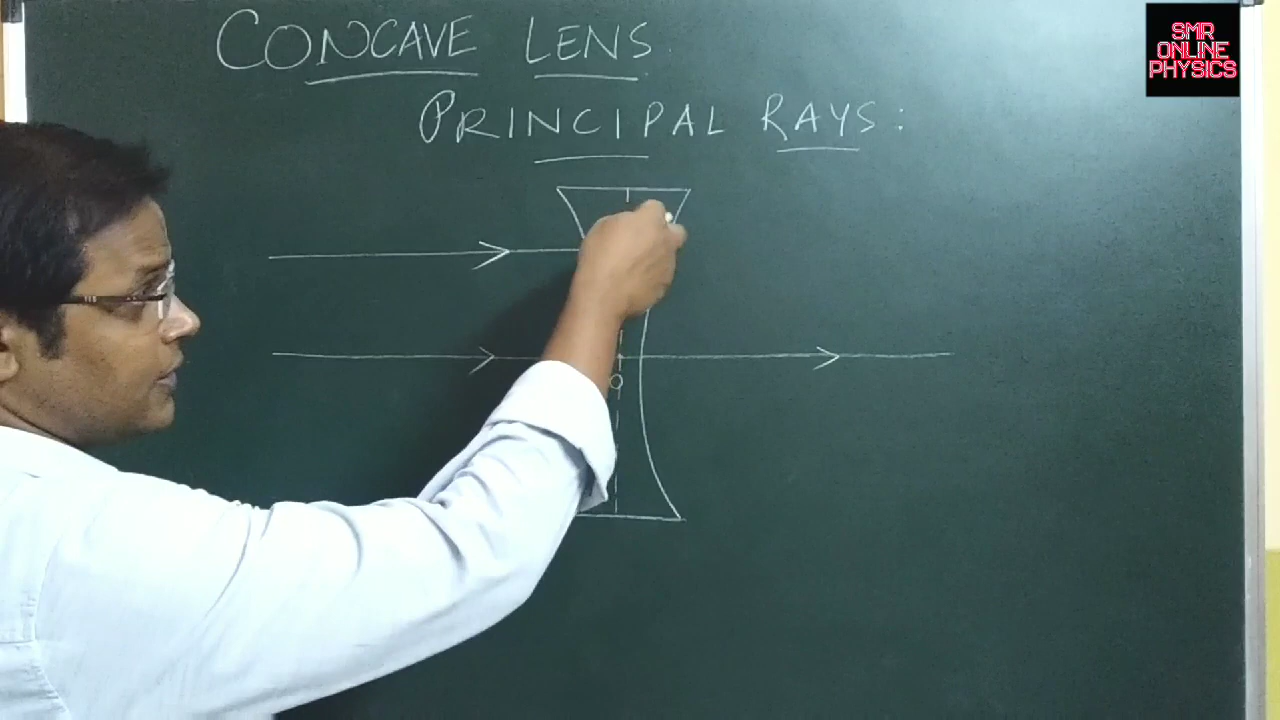 CONCAVE LENS.
PRINCIPAL RAYS:
O
SMR
ONLINE
PHYSICS